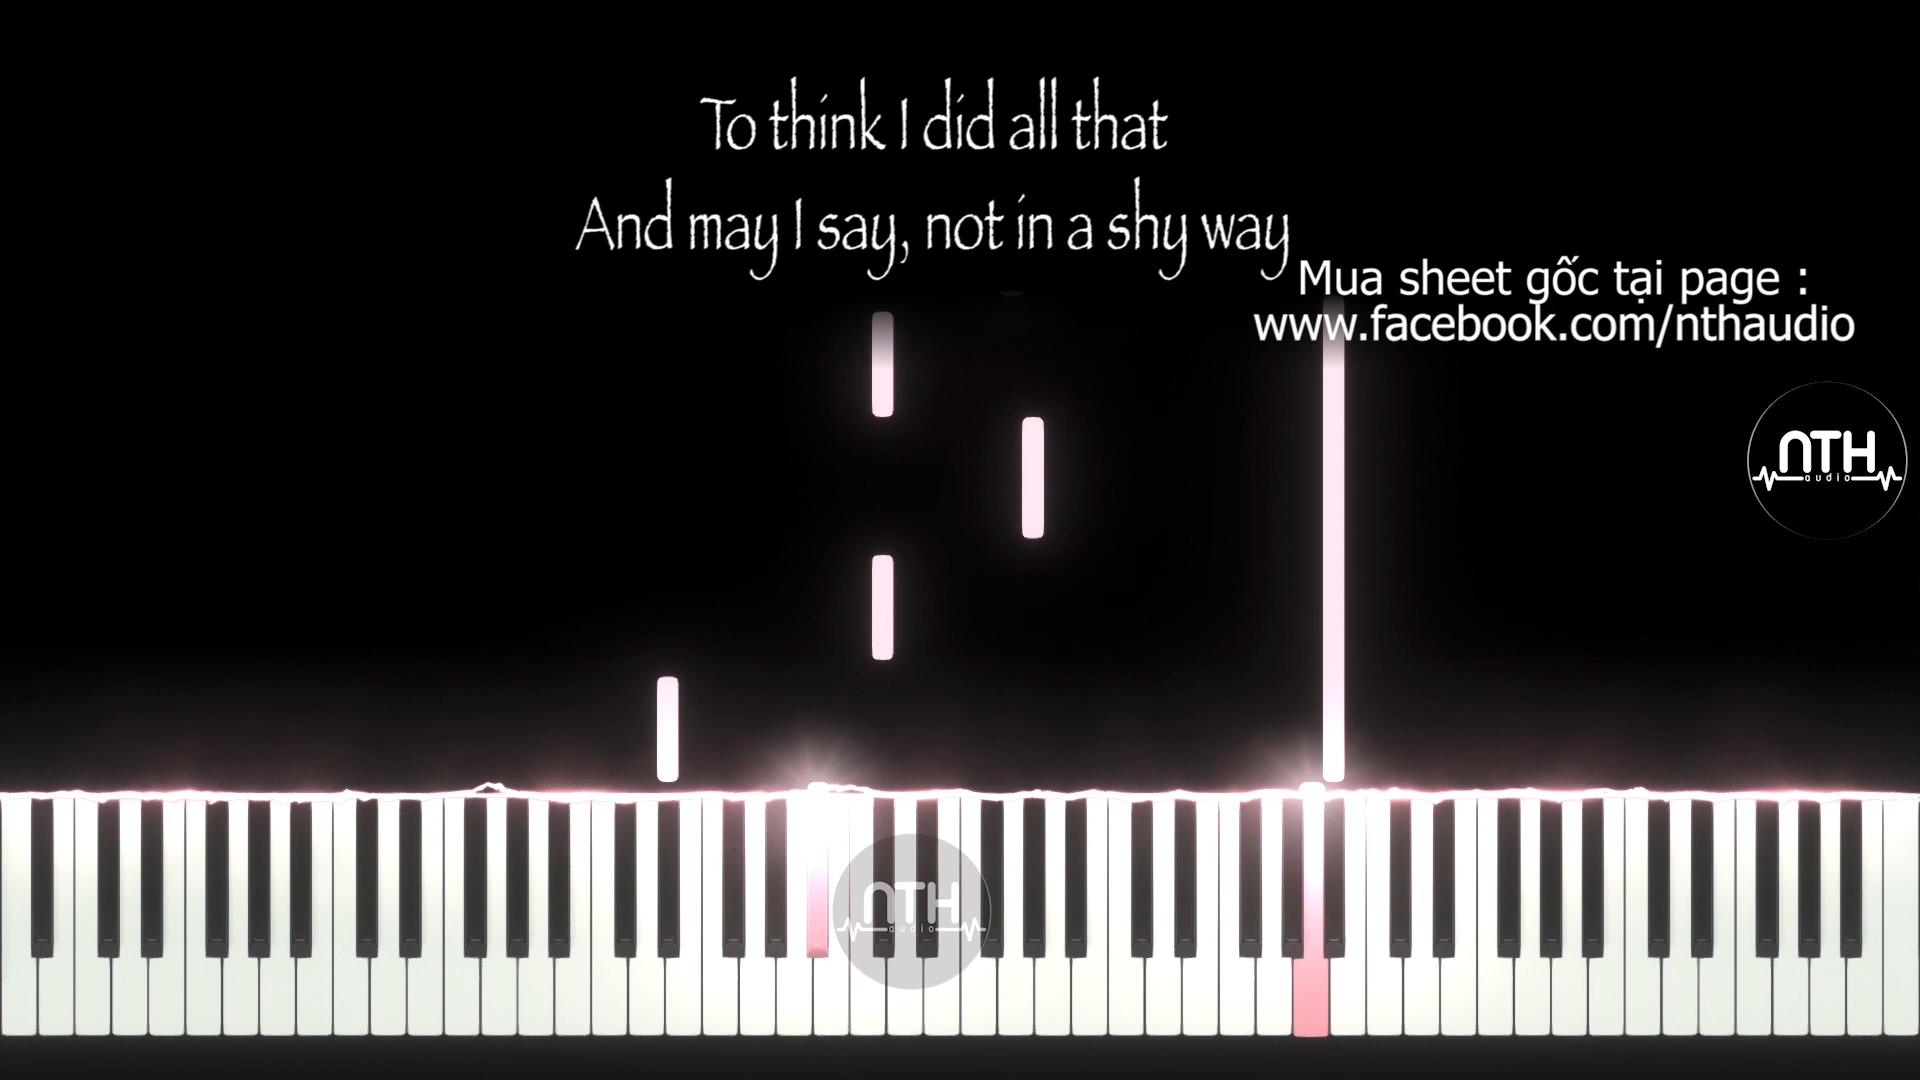 To think I did all that
And may I say, not in a shy way
Mua sheet gốc tại page :
www.facebook.com/nthaudio
NTH
audio
NTH
audio